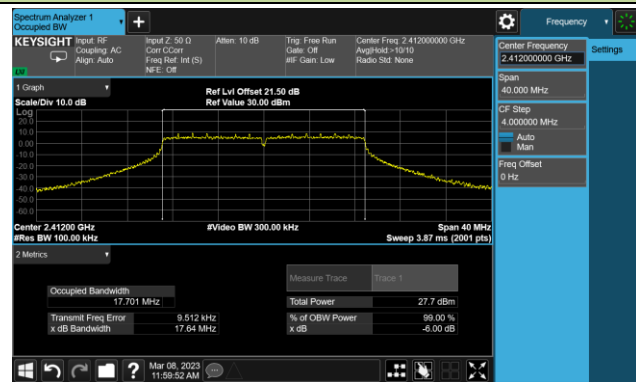 Spectrum Analyzer 1
Occupied BW
Frequency
KEYSIGHT
Input: RF
Coupling: AC
Align: Auto
Input Z: 50 Ω
Corr CCorr
Freq Ref: Int (S)
NFE: Off
Atten: 10 dB
Trig: Free Run
Gate: Off
#IF Gain: Low
Center Freq: 2.412000000 GHz
Avg|Hold:>10/10
Radio Std: None
Center Frequency
2.412000000 GHz
Settings
Span
40.000 MHz
CF Step
4.000000 MHz
Auto
Man
Freq Offset
0 Hz
1 Graph
Scale/Div 10.0 dB
Ref Lvl Offset 21.50 dB
Ref Value 30.00 dBm
Log
20.0
10.0
0.00
-10.0
-20.0
-30.0
-40.0
-50.0
-60.0
Center 2.41200 GHz
#Video BW 300.00 kHz
Span 40 MHz
#Res BW 100.00 kHz
Sweep 3.87 ms (2001 pts)
2 Metrics
Measure Trace
Trace 1
Occupied Bandwidth
17.701 MHz
Total Power
27.7 dBm
Transmit Freq Error
9.512 kHz
% of OBW Power
99.00 %
x dB Bandwidth
17.64 MHz
x dB
-6.00 dB
Mar 08, 2023
11:59:52 AM